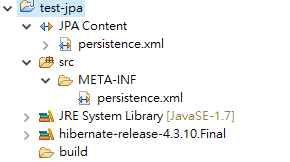 test-jpa
JPA Content
persistence.xml
src
META-INF
persistence.xml
JRE System Library [JavaSE-1.7]
hibernate-release-4.3.10.Final
build